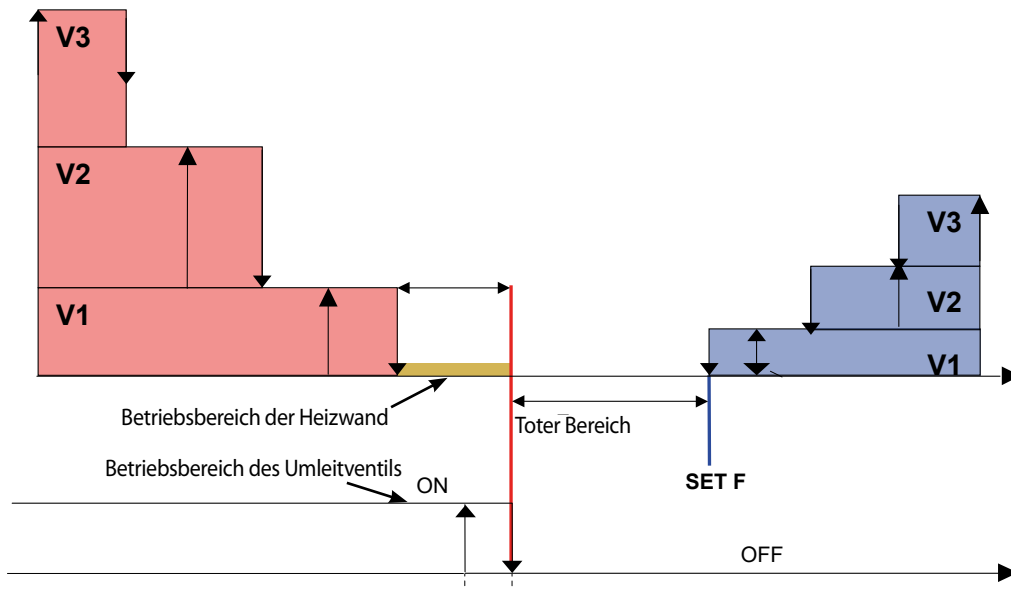 V3
V2
V1
V3
V2
V1
Betriebsbereich der Heizwand
Toter Bereich
Betriebsbereich des Umleitventils
ON
SET F
OFF